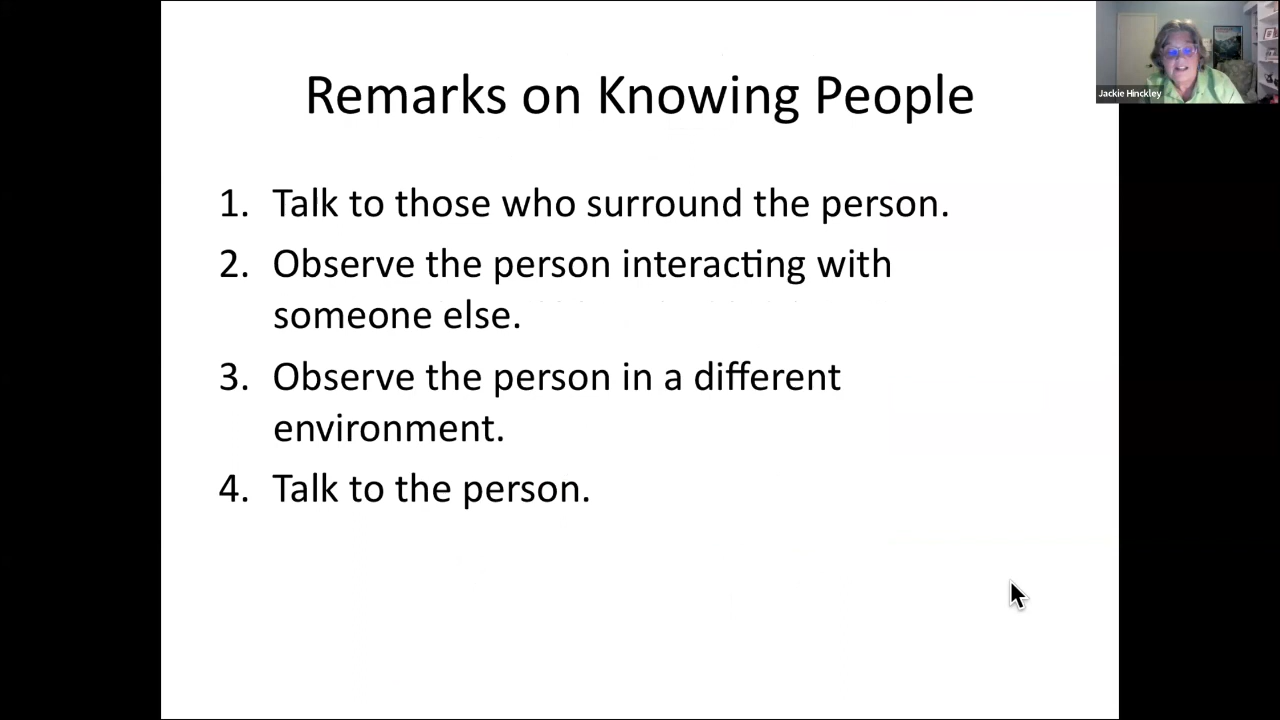 Remarks on Knowing People
Jackie Hinckley
1. Talk to those who surround the person.
2. Observe the person interacting with
someone else.
3. Observe the person in a different
environment.
4. Talk to the person.